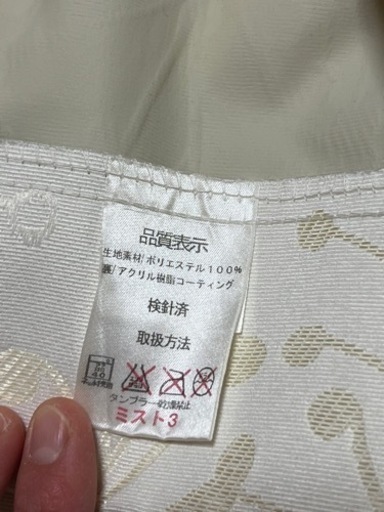 品質表示
生地素材/ポリエステル100%
裏/アクリル樹脂コーティング
検針済
取扱方法
40
タンブラー乾燥禁止
ミスト3